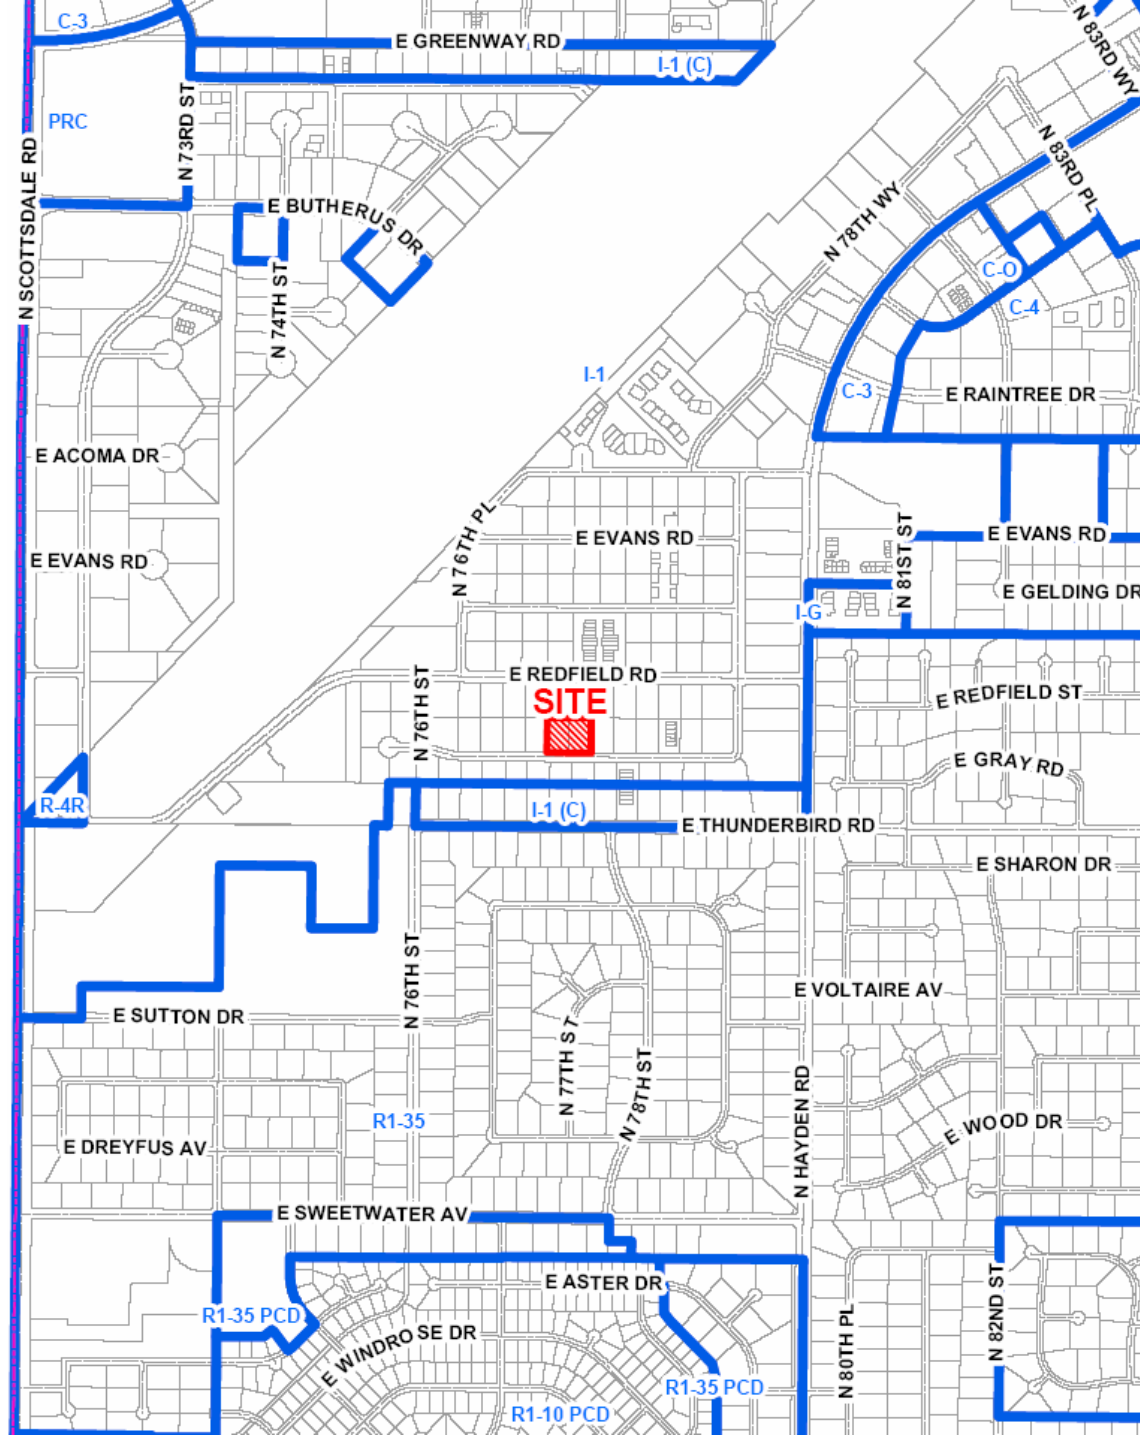 C-3
E GREENWAY RD
I-1 (C)
N 83RD WY
PRC
N 73RD ST
N SCOTTSDALE RD
N 83RD PL
E BUTHERUS DR
N 78TH WY
C-O
C-4
N 74TH ST
I-1
C-3
E RAINTREE DR
E ACOMA DR
N 76TH PL
E EVANS RD
E EVANS RD
E EVANS RD
N 81ST ST
E GELDING DR
I-G
E REDFIELD RD
N 76TH ST
SITE
E REDFIELD ST
E GRAY RD
R-4R
I-1 (C)
E THUNDERBIRD RD
E SHARON DR
N 76TH ST
E VOLTAIRE AV
E SUTTON DR
N 77TH ST
N 78TH ST
N HAYDEN RD
R1-35
E WOOD DR
E DREYFUS AV
E SWEETWATER AV
E ASTER DR
N 82ND ST
R1-35 PCD
E WINDROSE DR
N 80TH PL
R1-35 PCD
R1-10 PCD